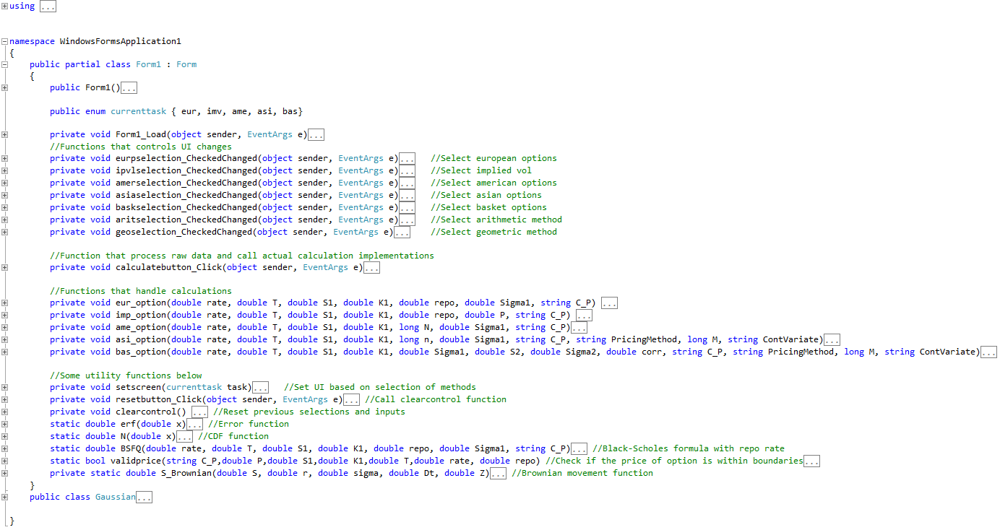 using ...
namespace WindowsFormsApplication1
{
public partial class Form1 : Form
{
public Form1()...
public enum currenttask { eur, imv, ame, asi, bas}
private void Form1_Load(object sender, EventArgs e)...
//Functions that controls UI changes
private void eurpselection_CheckedChanged(object sender, EventArgs e)... //Select european options
private void ipvlselection_CheckedChanged(object sender, EventArgs e)... //Select implied vol
private void amerselection_CheckedChanged(object sender, EventArgs e)... //Select american options
private void asiaselection_CheckedChanged(object sender, EventArgs e)... //Select asian options
private void baskselection_CheckedChanged(object sender, EventArgs e)... //Select basket options
private void aritselection_CheckedChanged(object sender, EventArgs e)... //Select arithmetic method
private void geoselection_CheckedChanged(object sender, EventArgs e)... //Select geometric method
//Function that process raw data and call actual calculation implementations
private void calculatebutton_Click(object sender, EventArgs e)...
//Functions that handle calculations
private void eur_option(double rate, double T, double S1, double K1, double repo, double Sigma1, string C_P) ...
private void imp_option(double rate, double T, double S1, double K1, double repo, double P, string C_P) ...
private void ame_option(double rate, double T, double S1, double K1, long N, double Sigma1, string C_P)...
private void asi_option(double rate, double T, double S1, double K1, long n, double Sigma1, string C_P, string PricingMethod, long M, string ContVariate)...
private void bas_option(double rate, double T, double S1, double K1, double Sigma1, double S2, double Sigma2, double corr, string C_P, string PricingMethod, long M, string ContVariate)...
//Some utility functions below
private void setscreen(currenttask task)... //Set UI based on selection of methods
private void resetbutton_Click(object sender, EventArgs e)... //Call clearcontrol function
private void clearcontrol() ... //Reset previous selections and inputs
static double erf(double x)... //Error function
static double N(double x)... //CDF function
static double BSFQ(double rate, double T, double S1, double K1, double repo, double Sigma1, string C_P)... //Black-Scholes formula with repo rate
static bool validprice(string C_P,double P,double S1,double K1,double T,double rate, double repo) //Check if the price of option is within boundaries...
private static double S_Brownian(double S, double r, double sigma, double Dt, double Z)... //Brownian movement function
}
public class Gaussian...
}